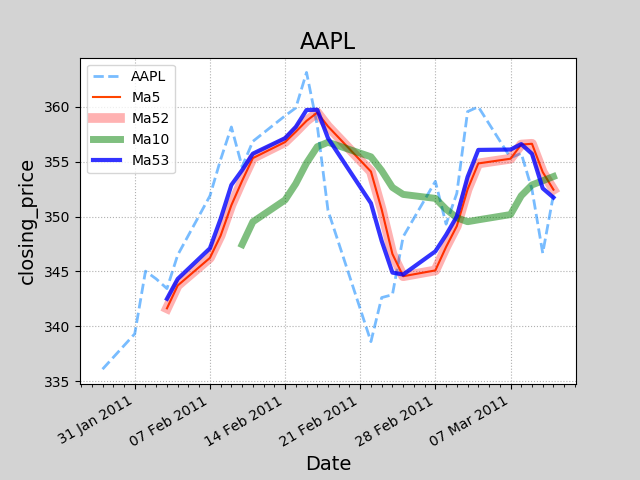 AAPL
AAPL
Ma5
Ma52
Ma10
Ma53
closing_price
360
355
350
345
340
335
31 Jan 2011
07 Feb 2011
14 Feb 2011
21 Feb 2011
28 Feb 2011
07 Mar 2011
Date